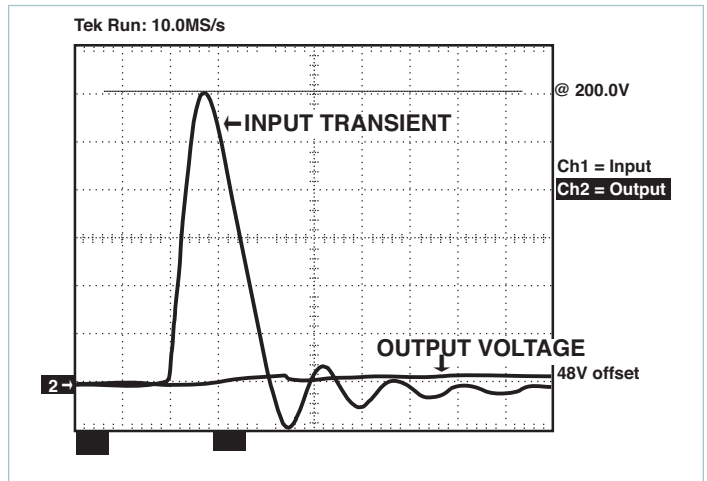 Tek Run: 10.0MS/s
@ 200.0V
←INPUT TRANSIENT
Ch1 = Input
Ch2 = Output
OUTPUT VOLTAGE
48V offset
2→